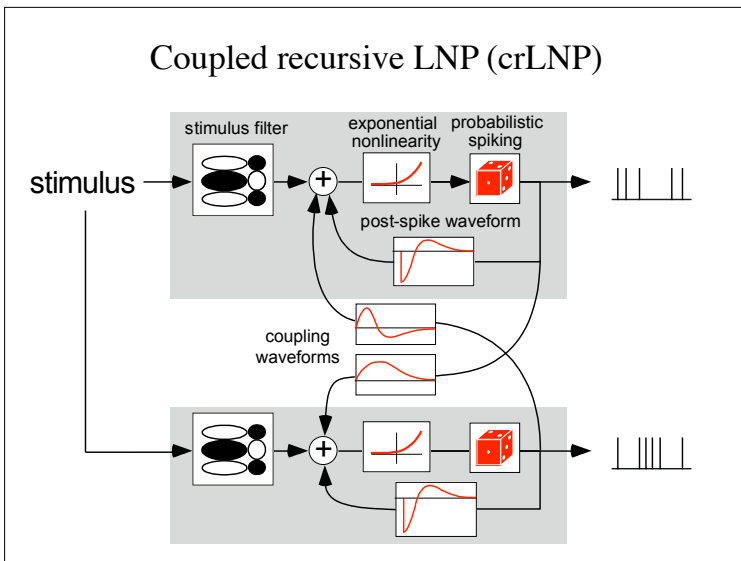 Coupled recursive LNP (crLNP)
stimulus filter
exponential
nonlinearity
probabilistic
spiking
stimulus
post-spike waveform
coupling
waveforms